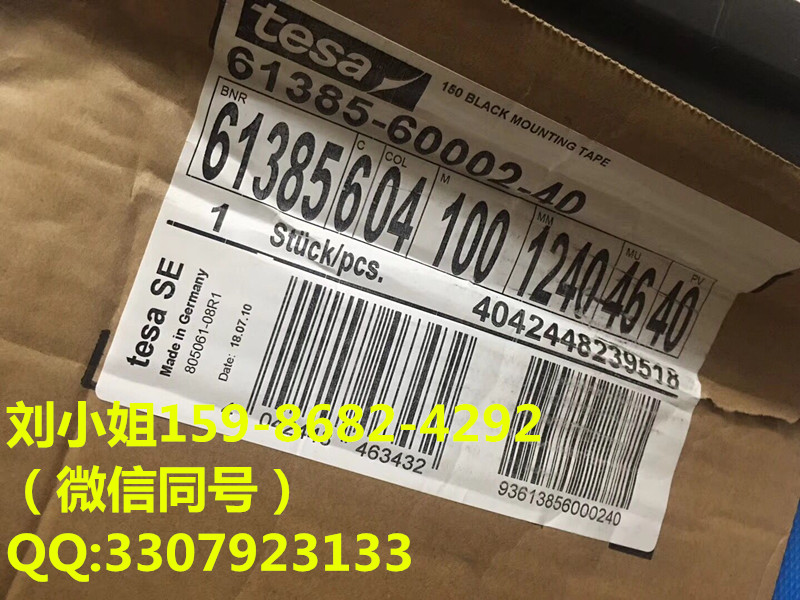 tesa
150 BLACK MOUNTING TAPE
61385-60002-40
BNR C COL M MM MU PV
61385 6 04 100 1240 46 40
1 Stück/pcs.
4042448239518
tesa SE
Made in Germany
805061-08R1
Date: 18.07.10
463432
93613856000240
刘小姐159-8682-4292
（微信同号）
QQ:3307923133